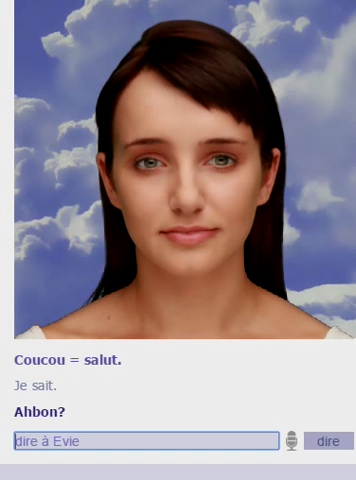 Coucou = salut.
Je sait.
Ahbon?
dire à Evie dire